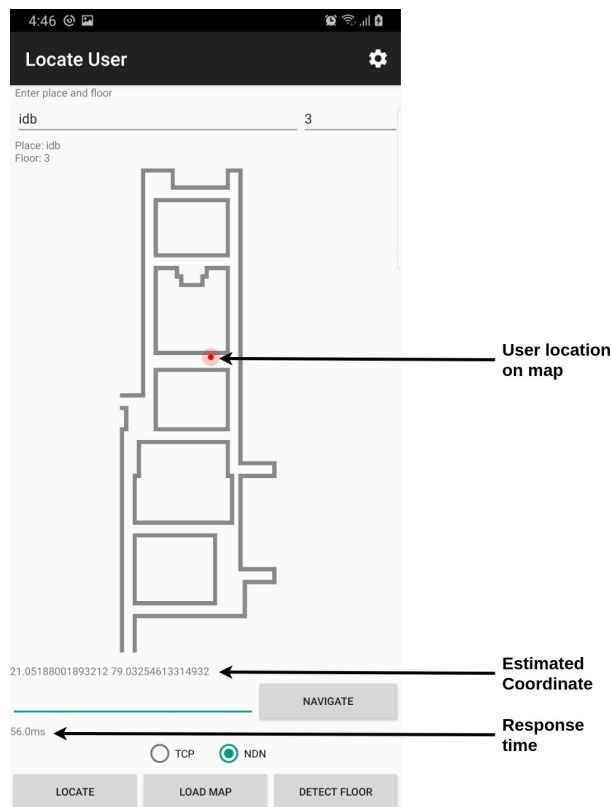 4:46
Locate User
Enter place and floor
idb 3
Place: idb
Floor: 3
User location
on map
21.05188001893212 79.03254613314932
Estimated
Coordinate
NAVIGATE
56.0ms
Response
time
TCP NDN
LOCATE LOAD MAP DETECT FLOOR